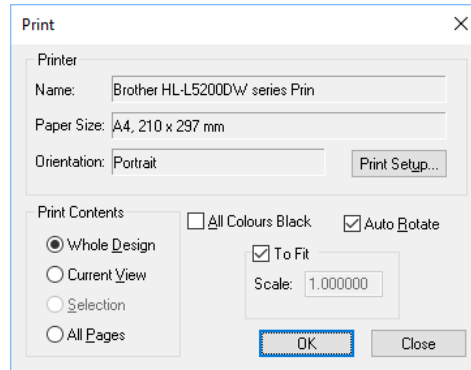 Print
Printer
Name: Brother HL-L5200DW series Prin
Paper Size: A4, 210 x 297 mm
Orientation: Portrait Print Setup...
Print Contents
All Colours Black Auto Rotate
Whole Design
To Fit
Current View
Scale: 1.000000
Selection
All Pages
OK Close